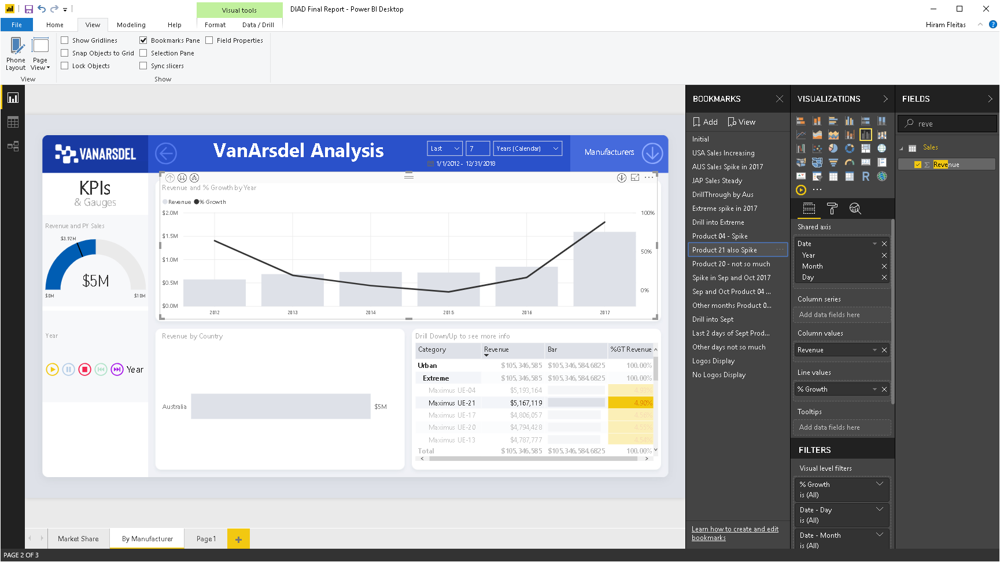 Visual tools
DIAD Final Report - Power BI Desktop
File
Home
View
Modeling
Help
Format
Data / Drill
Hiram Fleitas
Phone Layout
Page View
Show Gridlines
Snap Objects to Grid
Lock Objects
Bookmarks Pane
Selection Pane
Sync slicers
Field Properties
View
Show
VANARSDEL
VanArsdel Analysis
Last
7
Years (Calendar)
1/1/2012 - 12/31/2018
Manufacturers
KPIs
& Gauges
Revenue and PY Sales
$3.92M
$5M
$0M
$10M
Year
Year
Revenue and % Growth by Year
Revenue
% Growth
$2.0M
$1.5M
$1.0M
$0.5M
$0.0M
100%
50%
0%
2012
2013
2014
2015
2016
2017
Revenue by Country
Australia
$5M
Drill Down/Up to see more info
Category Revenue Bar %GT Revenue
Urban $105,346,585 $105,346,584.6825 100.00%
Extreme $105,346,585 $105,346,584.6825 100.00%
Maximus UE-04 $5,193,164 4.93%
Maximus UE-21 $5,167,119 4.90%
Maximus UE-17 $4,806,057 4.56%
Maximus UE-20 $4,794,428 4.55%
Maximus UE-13 $4,787,777 4.54%
Total $105,346,585 $105,346,584.6825 100.00%
BOOKMARKS
Add
View
Initial
USA Sales Increasing
AUS Sales Spike in 2017
JAP Sales Steady
DrillThrough by Aus
Extreme spike in 2017
Drill into Extreme
Product 04 - Spike
Product 21 also Spike
Product 20 - not so much
Spike in Sep and Oct 2017
Sep and Oct Product 04 ...
Other months Product 0...
Drill into Sept
Last 2 days of Sept Prod...
Other days not so much
Logos Display
No Logos Display
Learn how to create and edit
bookmarks
VISUALIZATIONS
R
Shared axis
Date
Year
Month
Day
Column series
Add data fields here
Column values
Revenue
Line values
% Growth
Tooltips
Add data fields here
FILTERS
Visual level filters
% Growth
is (All)
Date - Day
is (All)
Date - Month
is (All)
FIELDS
reve
Sales
Revenue
Market Share
By Manufacturer
Page 1
PAGE 2 OF 3